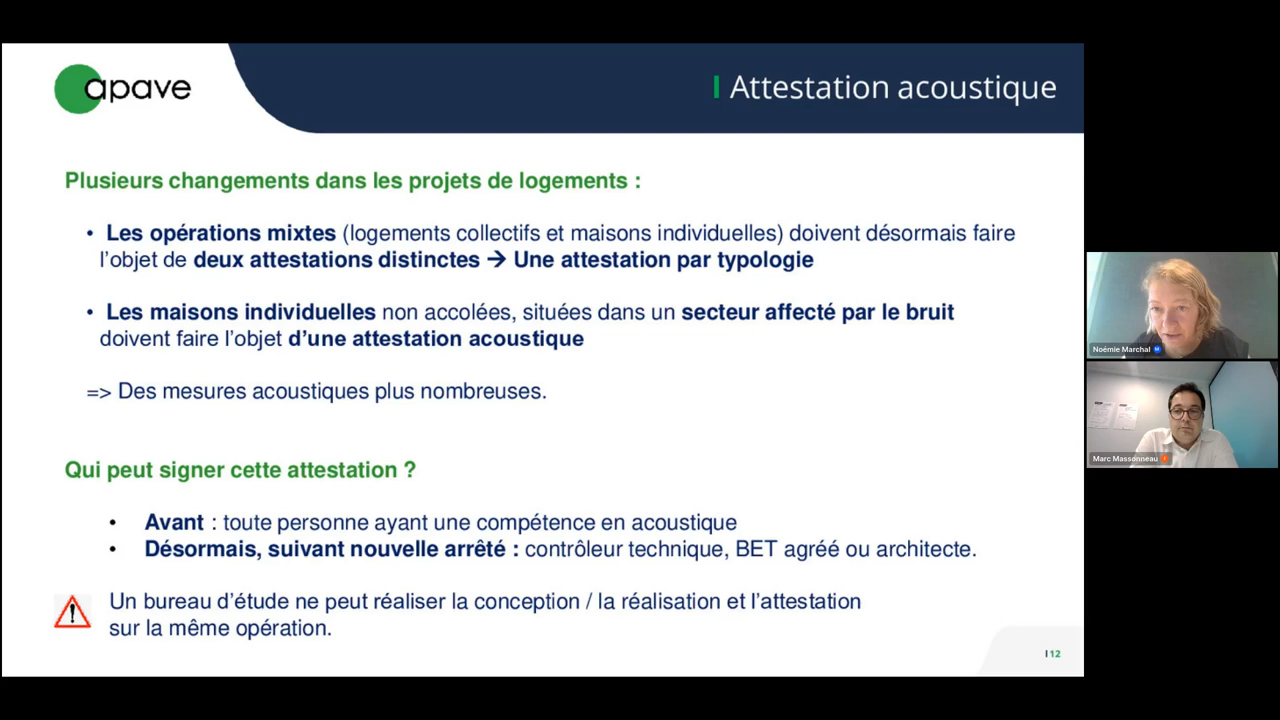 apave
Attestation acoustique
Plusieurs changements dans les projets de logements :
• Les opérations mixtes (logements collectifs et maisons individuelles) doivent désormais faire
l'objet de deux attestations distinctes → Une attestation par typologie
• Les maisons individuelles non accolées, situées dans un secteur affecté par le bruit
doivent faire l'objet d'une attestation acoustique
=> Des mesures acoustiques plus nombreuses.
Qui peut signer cette attestation ?
• Avant : toute personne ayant une compétence en acoustique
• Désormais, suivant nouvelle arrêté : contrôleur technique, BET agréé ou architecte.
Un bureau d'étude ne peut réaliser la conception / la réalisation et l'attestation
sur la même opération.
12
Noémie Marchal
Marc Massonneau